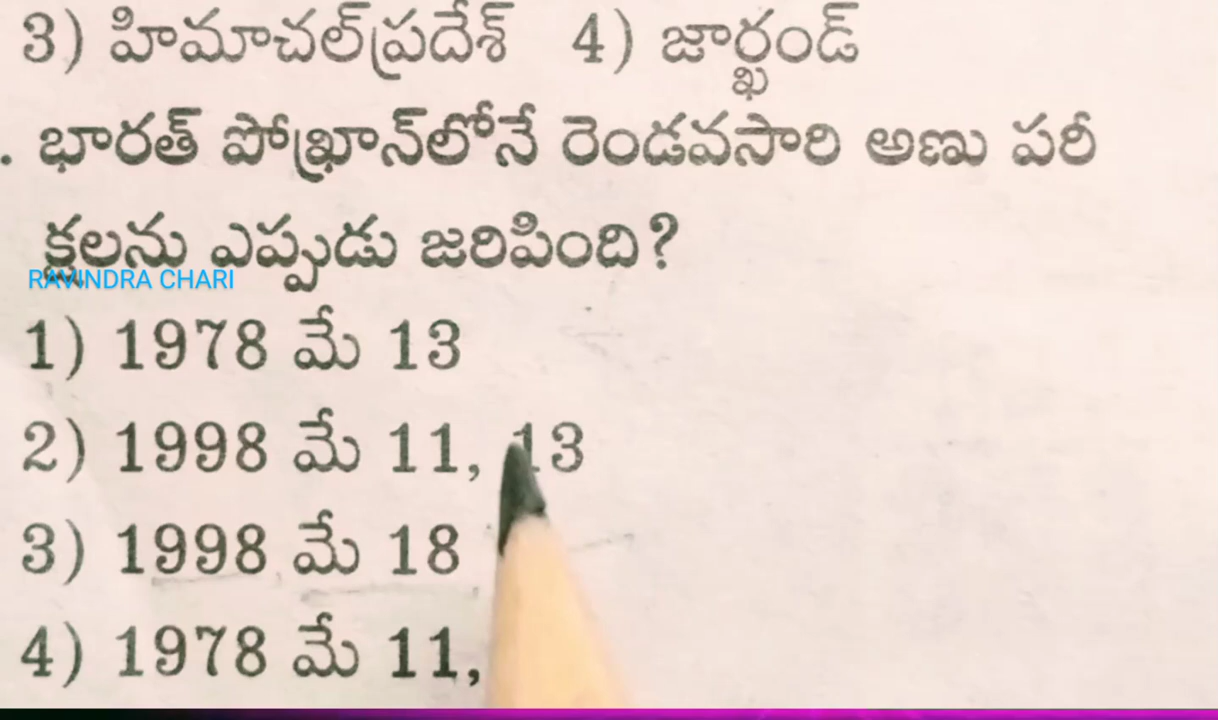 3) హిమాచల్‌ప్రదేశ్ 4) జార్ఖండ్
. భారత్ పోఖ్రాన్‌లోనే రెండవసారి అణు పరీ
క్షలను ఎప్పుడు జరిపింది?
RAVINDRA CHARI
1) 1978 మే 13
2) 1998 మే 11, 13
3) 1998 మే 18
4) 1978 మే 11,